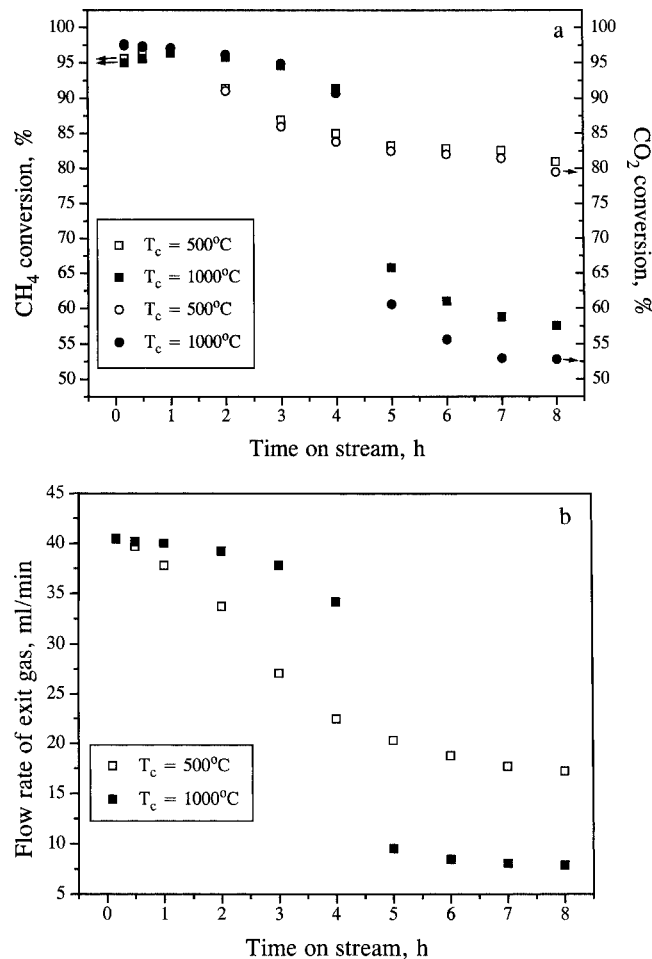 a
100
95
90
85
80
75
70
65
60
55
50
CH4 conversion, %
100
95
90
85
80
65
60
55
50
CO2 conversion, %
Tc = 500°C
Tc = 1000°C
Tc = 500°C
Tc = 1000°C
0 1 2 3 4 5 6 7 8
Time on stream, h
b
45
40
35
30
25
20
15
10
5
Flow rate of exit gas, ml/min
Tc = 500°C
Tc = 1000°C
0 1 2 3 4 5 6 7 8
Time on stream, h